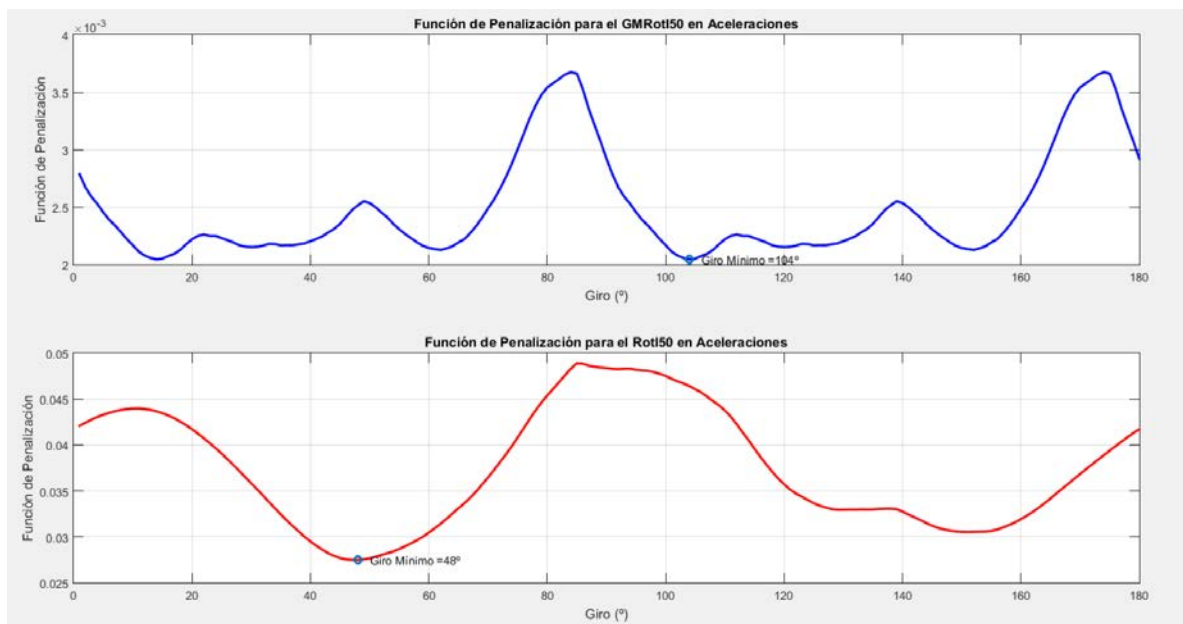 Función de Penalización para el GMRotI50 en Aceleraciones
×10⁻³
4
3.5
3
2.5
2
Función de Penalización
Giro Mínimo =104º
0 20 40 60 80 100 120 140 160 180
Giro (º)
Función de Penalización para el RotI50 en Aceleraciones
0.05
0.045
0.04
0.035
0.03
0.025
Función de Penalización
Giro Mínimo =48º
0 20 40 60 80 100 120 140 160 180
Giro (º)